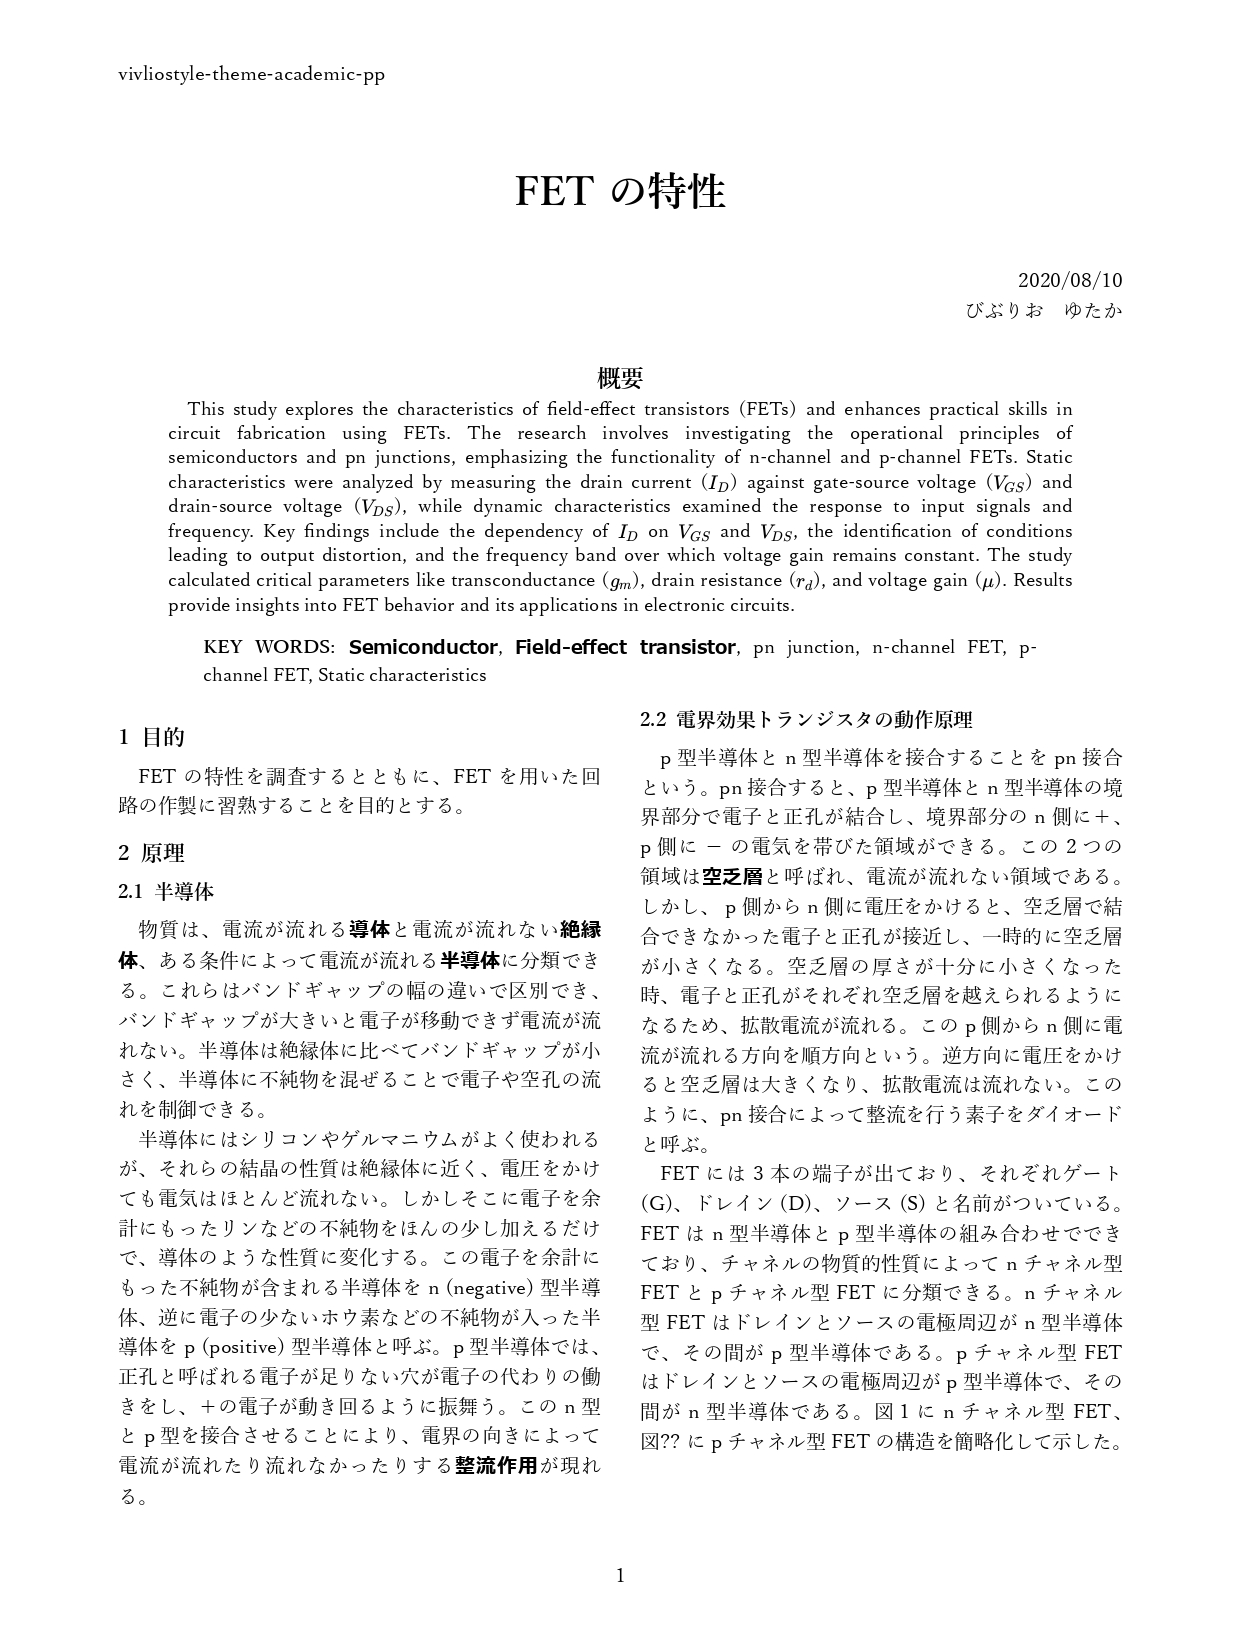 vivliostyle-theme-academic-pp
FET の特性
2020/08/10
びぶりお　ゆたか
概要
This study explores the characteristics of field-effect transistors (FETs) and enhances practical skills in
circuit fabrication using FETs. The research involves investigating the operational principles of
semiconductors and pn junctions, emphasizing the functionality of n-channel and p-channel FETs. Static
characteristics were analyzed by measuring the drain current (I_D) against gate-source voltage (V_GS) and
drain-source voltage (V_DS), while dynamic characteristics examined the response to input signals and
frequency. Key findings include the dependency of I_D on V_GS and V_DS, the identification of conditions
leading to output distortion, and the frequency band over which voltage gain remains constant. The study
calculated critical parameters like transconductance (g_m), drain resistance (r_d), and voltage gain (μ). Results
provide insights into FET behavior and its applications in electronic circuits.
KEY WORDS: Semiconductor, Field-effect transistor, pn junction, n-channel FET, p-
channel FET, Static characteristics
1 目的
FET の特性を調査するとともに、FET を用いた回
路の作製に習熟することを目的とする。
2 原理
2.1 半導体
物質は、電流が流れる導体と電流が流れない絶縁
体、ある条件によって電流が流れる半導体に分類でき
る。これらはバンドギャップの幅の違いで区別でき、
バンドギャップが大きいと電子が移動できず電流が流
れない。半導体は絶縁体に比べてバンドギャップが小
さく、半導体に不純物を混ぜることで電子や空孔の流
れを制御できる。
半導体にはシリコンやゲルマニウムがよく使われる
が、それらの結晶の性質は絶縁体に近く、電圧をかけ
ても電気はほとんど流れない。しかしそこに電子を余
計にもったリンなどの不純物をほんの少し加えるだけ
で、導体のような性質に変化する。この電子を余計に
もった不純物が含まれる半導体を n (negative) 型半導
体、逆に電子の少ないホウ素などの不純物が入った半
導体を p (positive) 型半導体と呼ぶ。p 型半導体では、
正孔と呼ばれる電子が足りない穴が電子の代わりの働
きをし、＋の電子が動き回るように振舞う。この n 型
と p 型を接合させることにより、電界の向きによって
電流が流れたり流れなかったりする整流作用が現れ
る。
2.2 電界効果トランジスタの動作原理
p 型半導体と n 型半導体を接合することを pn 接合
という。pn 接合すると、p 型半導体と n 型半導体の境
界部分で電子と正孔が結合し、境界部分の n 側に＋、
p 側に − の電気を帯びた領域ができる。この 2 つの
領域は空乏層と呼ばれ、電流が流れない領域である。
しかし、 p 側から n 側に電圧をかけると、空乏層で結
合できなかった電子と正孔が接近し、一時的に空乏層
が小さくなる。空乏層の厚さが十分に小さくなった
時、電子と正孔がそれぞれ空乏層を越えられるように
なるため、拡散電流が流れる。この p 側から n 側に電
流が流れる方向を順方向という。逆方向に電圧をかけ
ると空乏層は大きくなり、拡散電流は流れない。この
ように、pn 接合によって整流を行う素子をダイオード
と呼ぶ。
FET には 3 本の端子が出ており、それぞれゲート
(G)、ドレイン (D)、ソース (S) と名前がついている。
FET は n 型半導体と p 型半導体の組み合わせででき
ており、チャネルの物質的性質によって n チャネル型
FET と p チャネル型 FET に分類できる。n チャネル
型 FET はドレインとソースの電極周辺が n 型半導体
で、その間が p 型半導体である。p チャネル型 FET
はドレインとソースの電極周辺が p 型半導体で、その
間が n 型半導体である。図 1 に n チャネル型 FET、
図?? に p チャネル型 FET の構造を簡略化して示した。
1